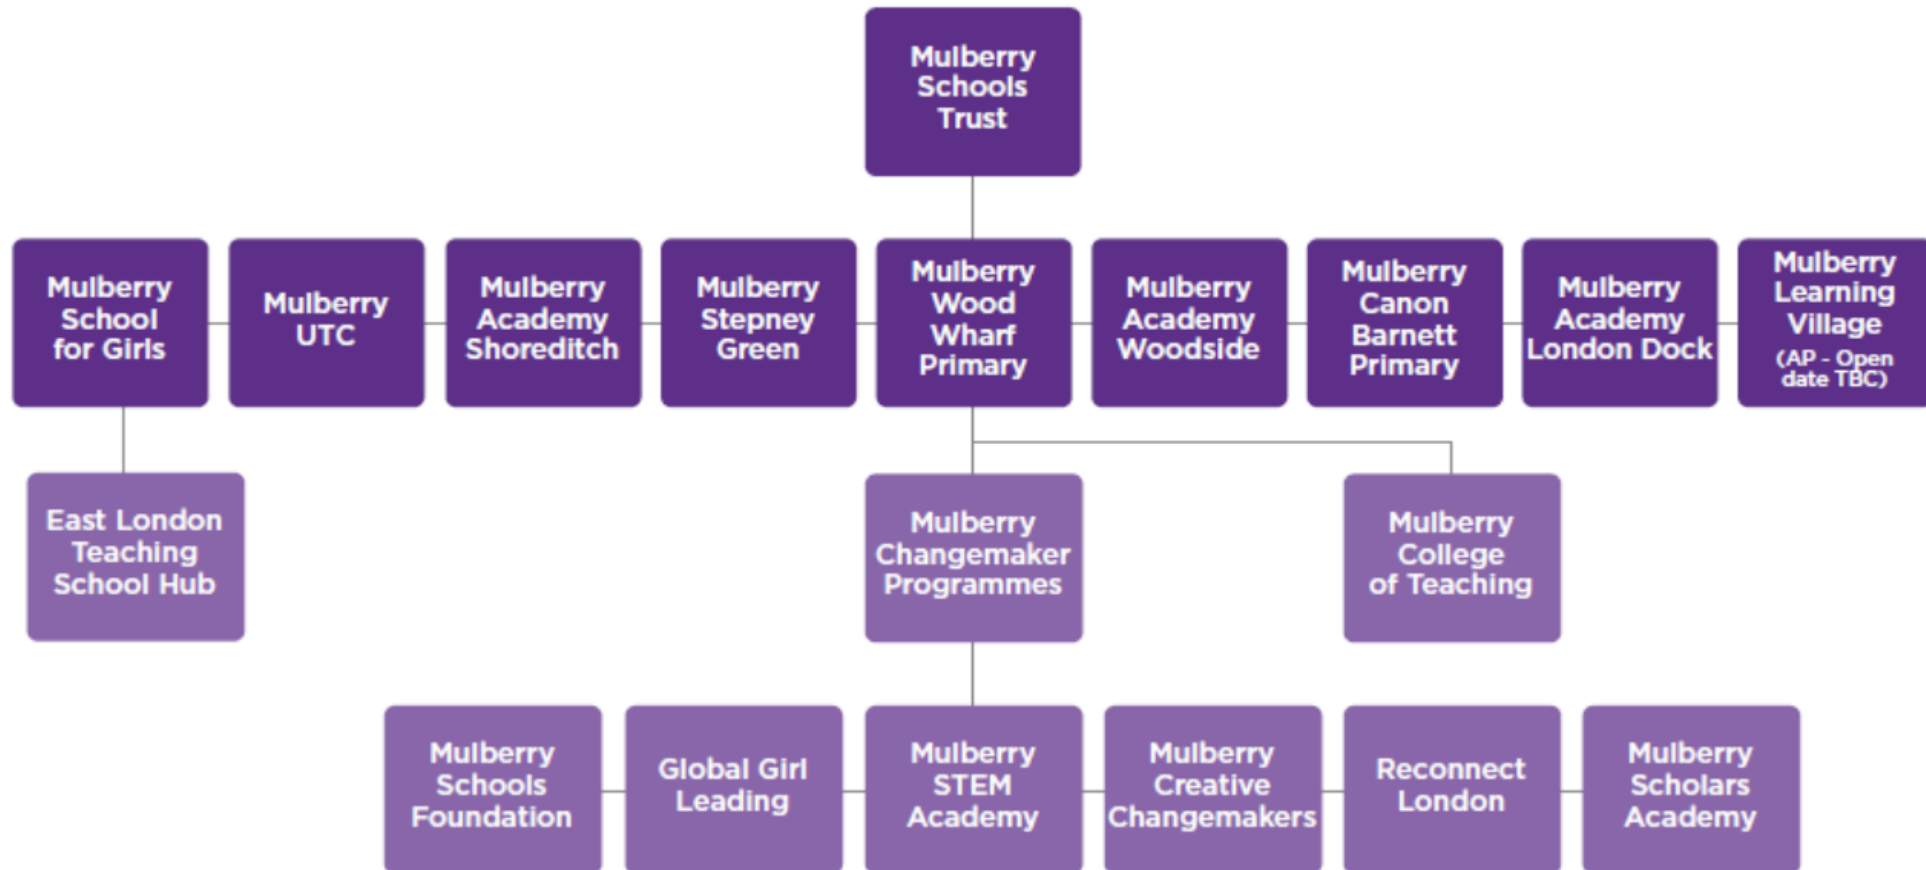 Mulberry
Schools
Trust
Mulberry
School
for Girls
Mulberry
UTC
Mulberry
Academy
Shoreditch
Mulberry
Stepney
Green
Mulberry
Wood
Wharf
Primary
Mulberry
Academy
Woodside
Mulberry
Canon
Barnett
Primary
Mulberry
Academy
London Dock
Mulberry
Learning
Village
(AP - Open
date TBC)
East London
Teaching
School Hub
Mulberry
Changemaker
Programmes
Mulberry
College
of Teaching
Mulberry
Schools
Foundation
Global Girl
Leading
Mulberry
STEM
Academy
Mulberry
Creative
Changemakers
Reconnect
London
Mulberry
Scholars
Academy